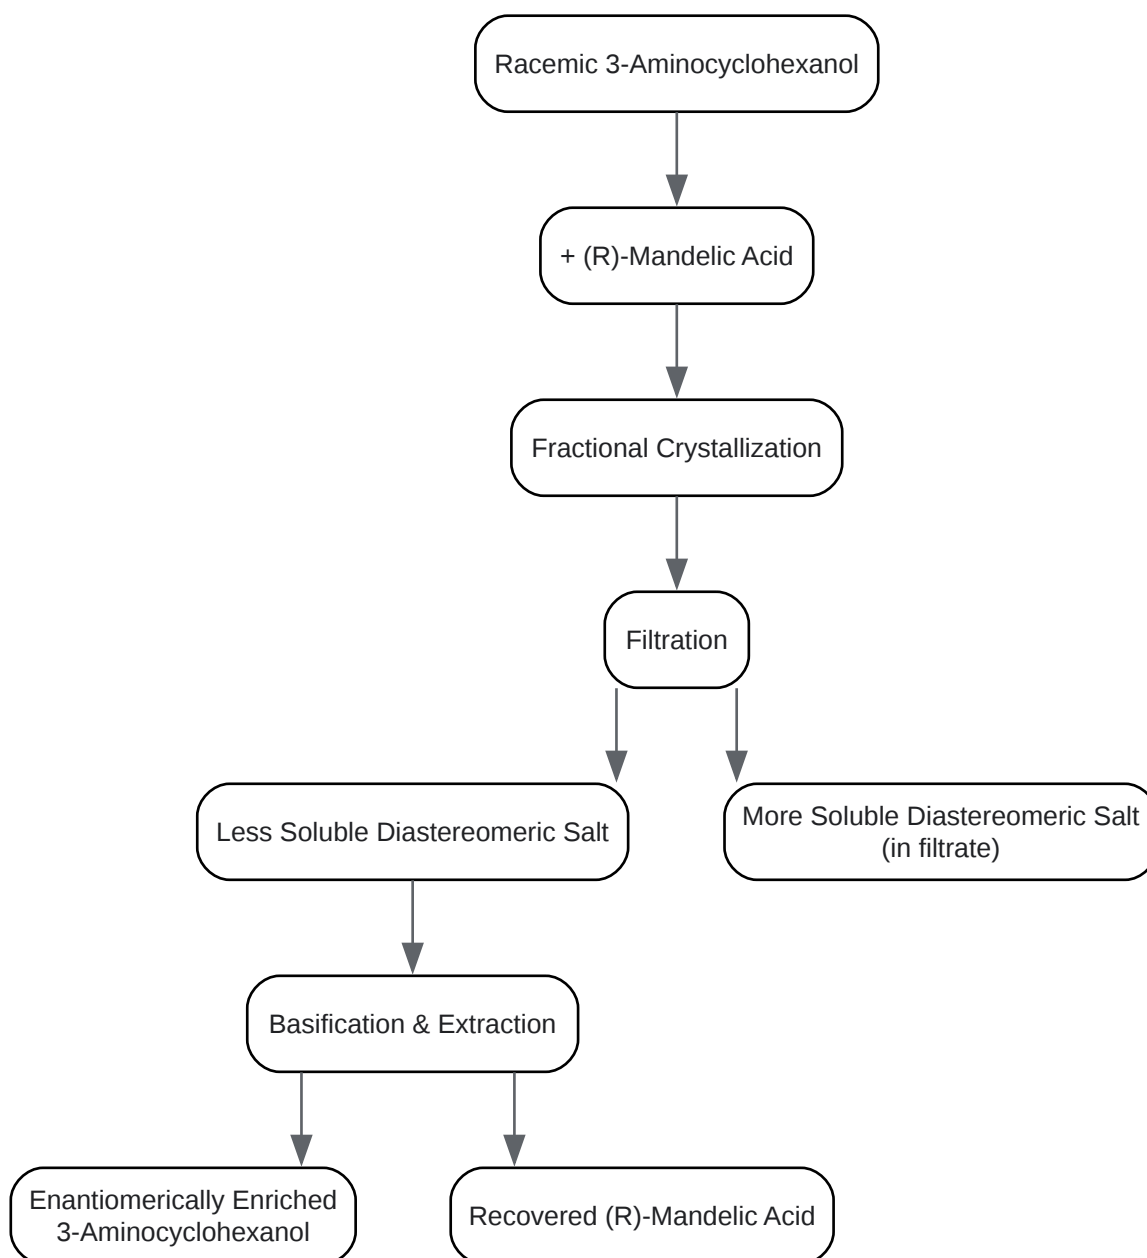 Racemic 3-Aminocyclohexanol
+ (R)-Mandelic Acid
Fractional Crystallization
Filtration
Less Soluble Diastereomeric Salt
More Soluble Diastereomeric Salt
(in filtrate)
Basification & Extraction
Enantiomerically Enriched
3-Aminocyclohexanol
Recovered (R)-Mandelic Acid